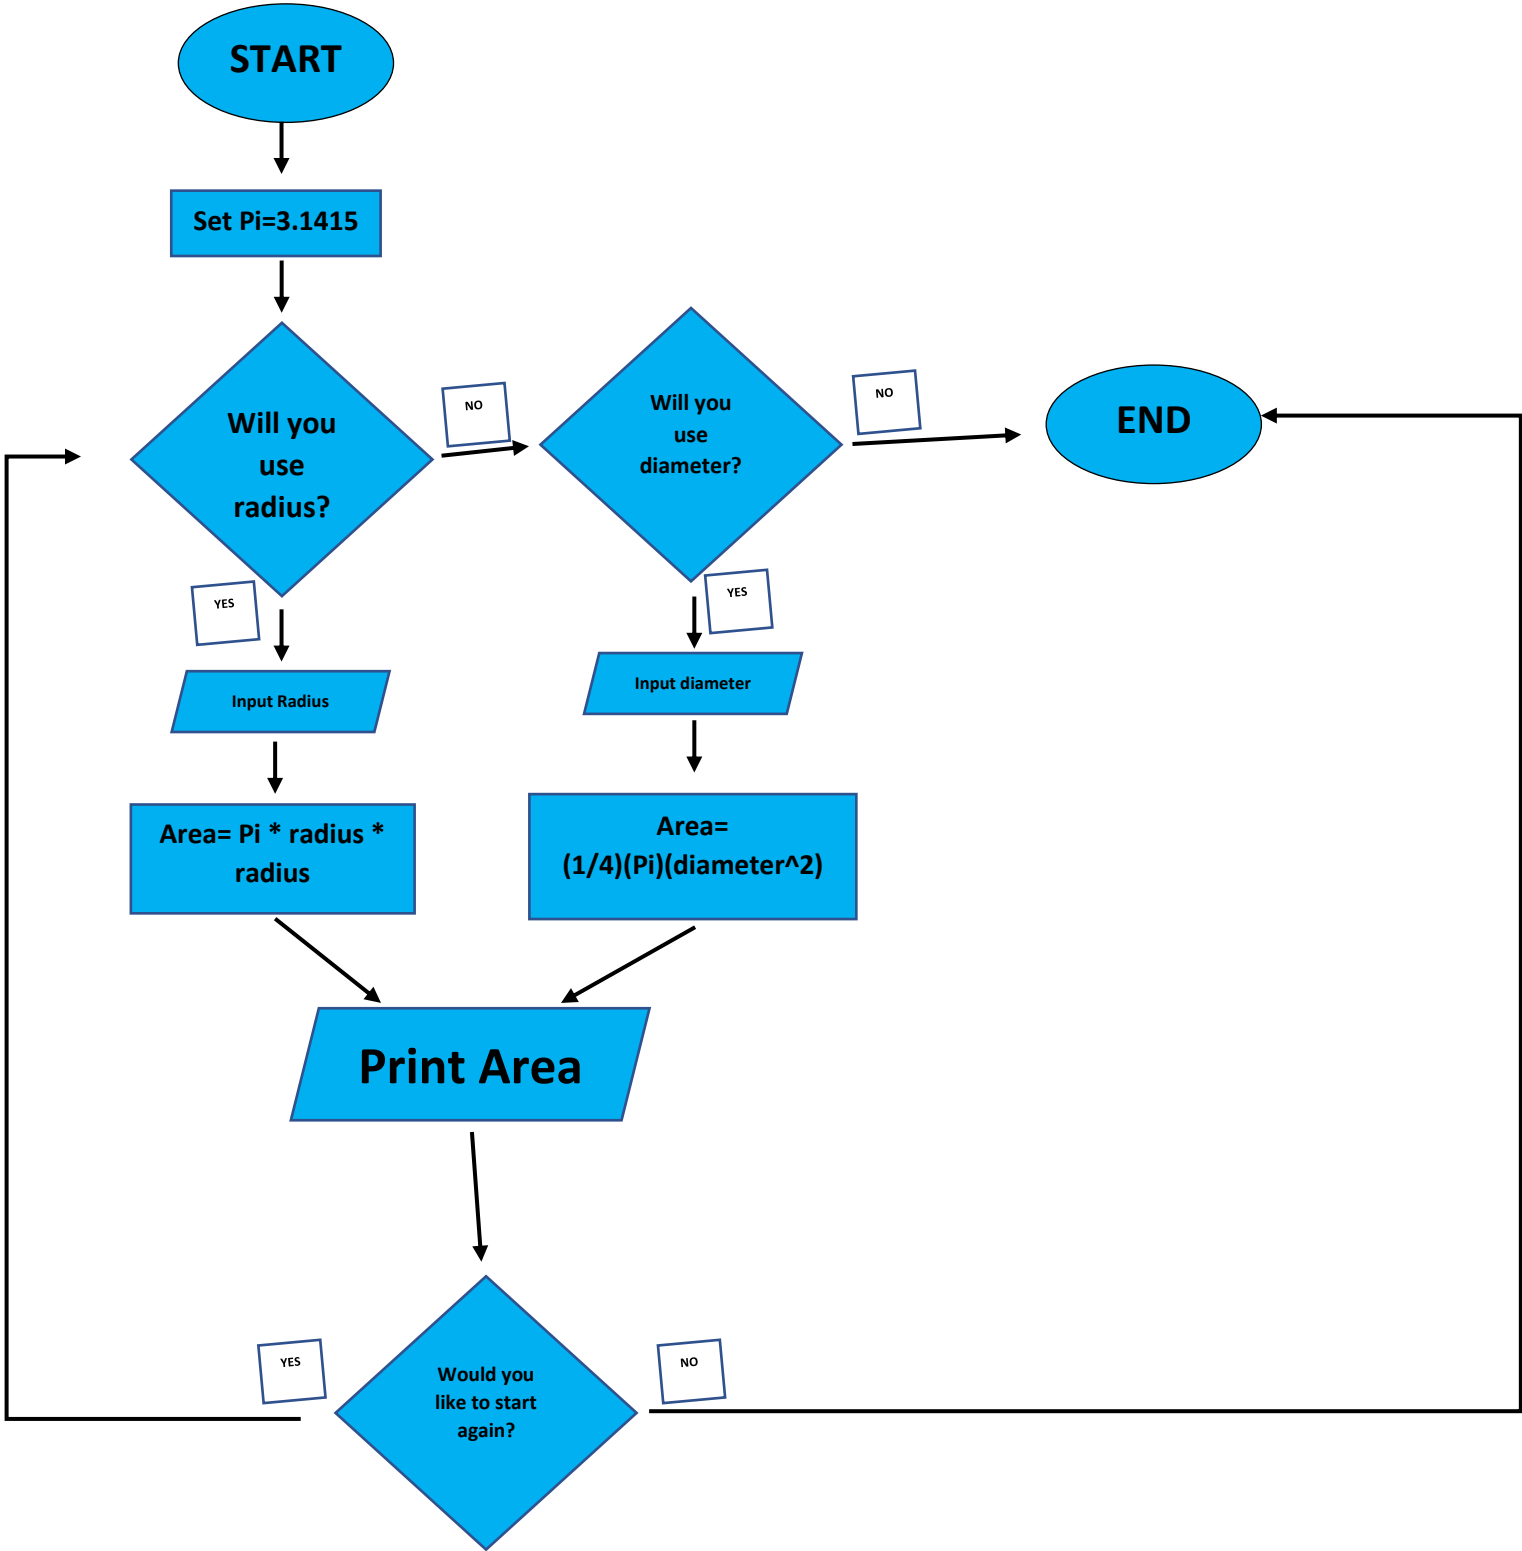 START
Set Pi=3.1415
Will you
use
radius?
NO
Will you
use
diameter?
NO
END
YES
YES
Input Radius
Input diameter
Area= Pi * radius *
radius
Area=
(1/4)(Pi)(diameter^2)
Print Area
YES
Would you
like to start
again?
NO